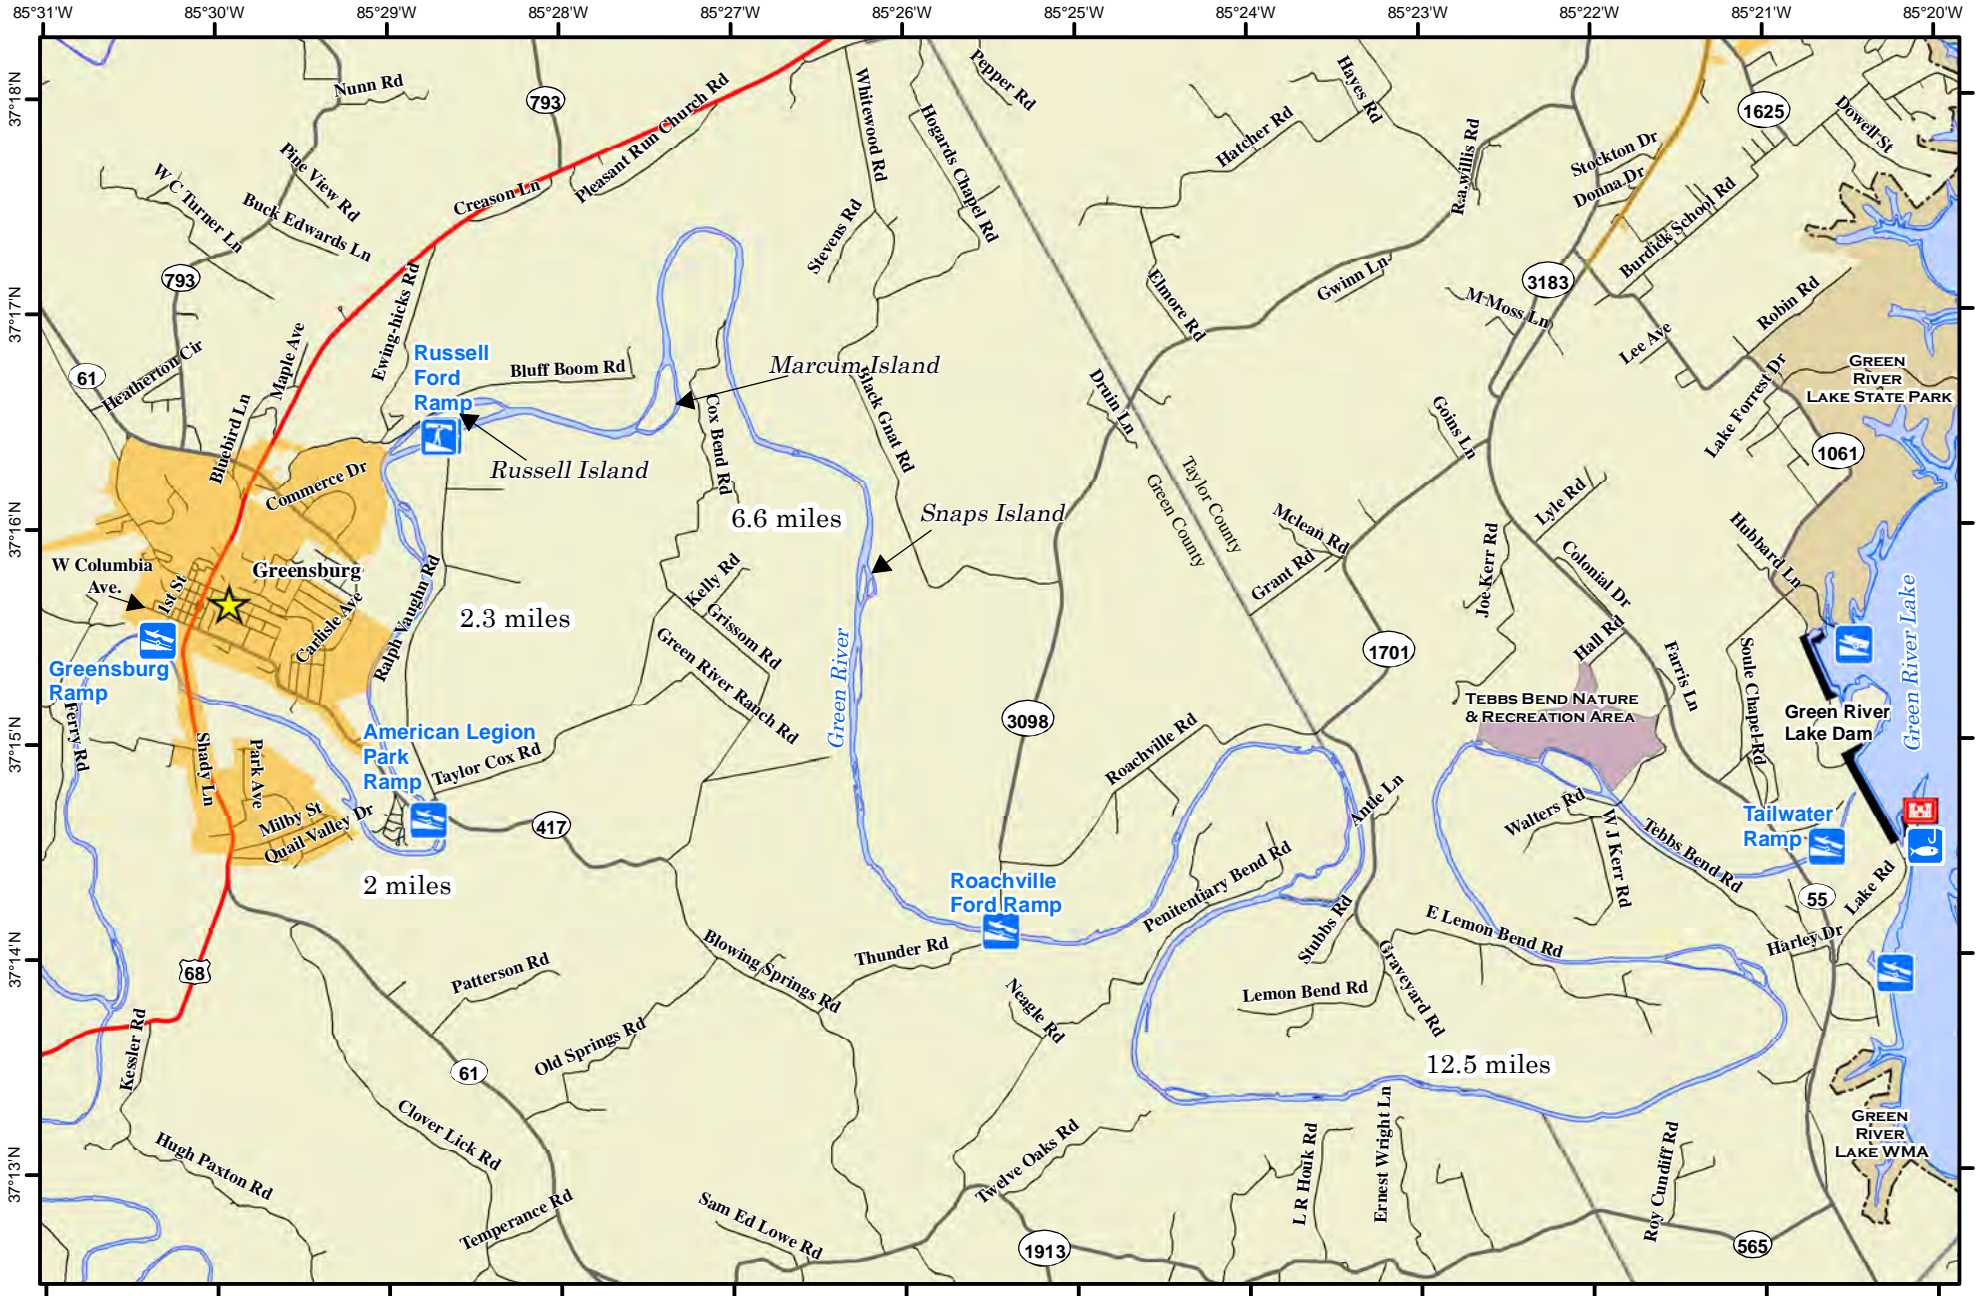 85°31'W
85°30'W
85°29'W
85°28'W
85°27'W
85°26'W
85°25'W
85°24'W
85°23'W
85°22'W
85°21'W
85°20'W
37°18'N
37°17'N
37°16'N
37°15'N
37°14'N
37°13'N
Nunn Rd
793
Pleasant Run Church Rd
Creason Ln
Whitewood Rd
Pepper Rd
Hogards Chapel Rd
Hatcher Rd
Hayes Rd
R.a.willis Rd
Stockton Dr
Donna Dr
1625
Dowell St
Burdick School Rd
W C Turner Ln
Pine View Rd
Buck Edwards Ln
793
Stevens Rd
Elmore Rd
Gwinn Ln
3183
M Moss Ln
Lee Ave
Robin Rd
Lake Forrest Dr
GREEN
RIVER
LAKE STATE PARK
1061
61
Heatherton Cir
Maple Ave
Bluebird Ln
Ewing-hicks Rd
Russell
Ford
Ramp
Bluff Boom Rd
Marcum Island
Russell Island
Cox Bend Rd
Black Gnat Rd
Druin Ln
Goins Ln
Commerce Dr
6.6 miles
Snaps Island
Taylor County
Green County
Mclean Rd
Grant Rd
Lyle Rd
Joe Kerr Rd
Colonial Dr
Hall Rd
Hubbard Ln
W Columbia
Ave.
1st St
Greensburg
Carlisle Ave
Ralph Vaughn Rd
2.3 miles
Kelly Rd
Grissom Rd
Green River Ranch Rd
Green River
1701
Farris Ln
Soule Chapel Rd
Green River Lake
Greensburg
Ramp
Ferry Rd
TEBBS BEND NATURE
& RECREATION AREA
Green River
Lake Dam
American Legion
Park
Ramp
Taylor Cox Rd
3098
Roachville Rd
Antle Ln
Shady Ln
Park Ave
Milby St
Quail Valley Dr
417
Walters Rd
W J Kerr Rd
Tebbs Bend Rd
Tailwater
Ramp
2 miles
Roachville
Ford Ramp
Penitentiary Bend Rd
Stubbs Rd
E Lemon Bend Rd
55
Lake Rd
Harley Dr
68
Patterson Rd
Blowing Springs Rd
Thunder Rd
Neagle Rd
Lemon Bend Rd
Graveyard Rd
Kessler Rd
61
Old Springs Rd
12.5 miles
Clover Lick Rd
Hugh Paxton Rd
Temperance Rd
Sam Ed Lowe Rd
Twelve Oaks Rd
1913
L R Houk Rd
Ernest Wright Ln
Roy Cundiff Rd
565
GREEN
RIVER
LAKE WMA